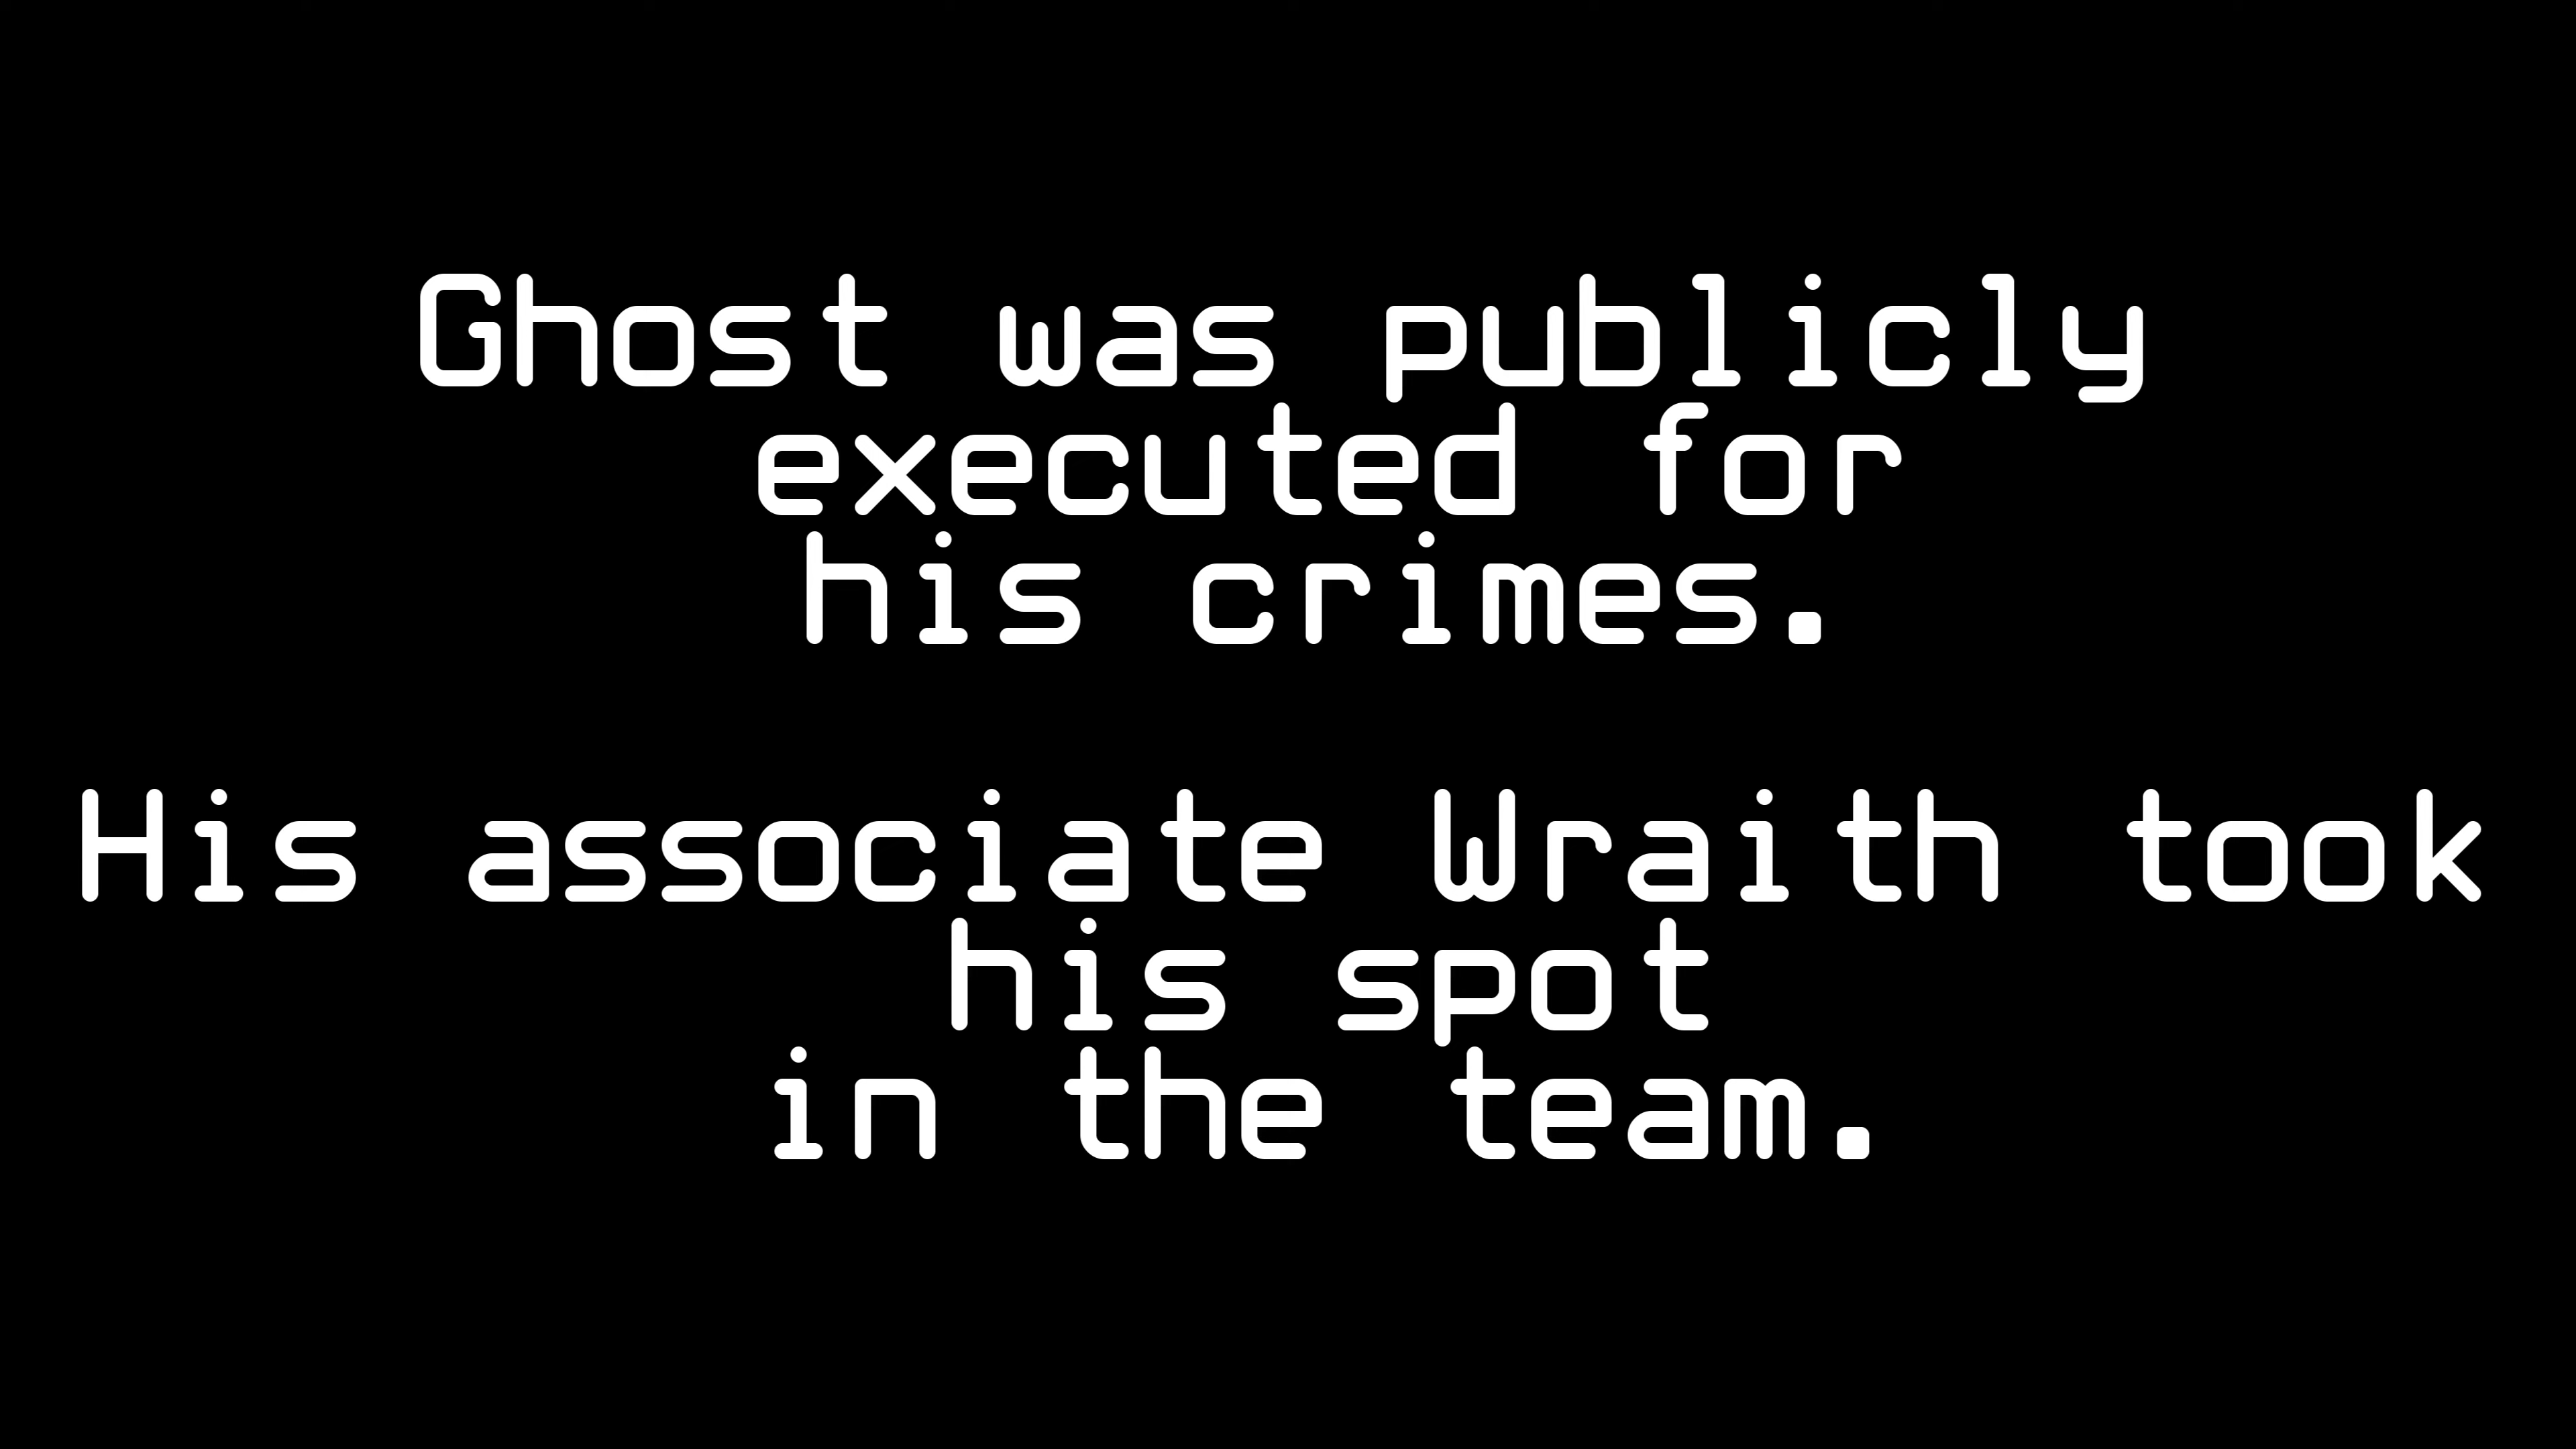 Ghost was publicly
executed for
his crimes.
His associate Wraith took
his spot
in the team.